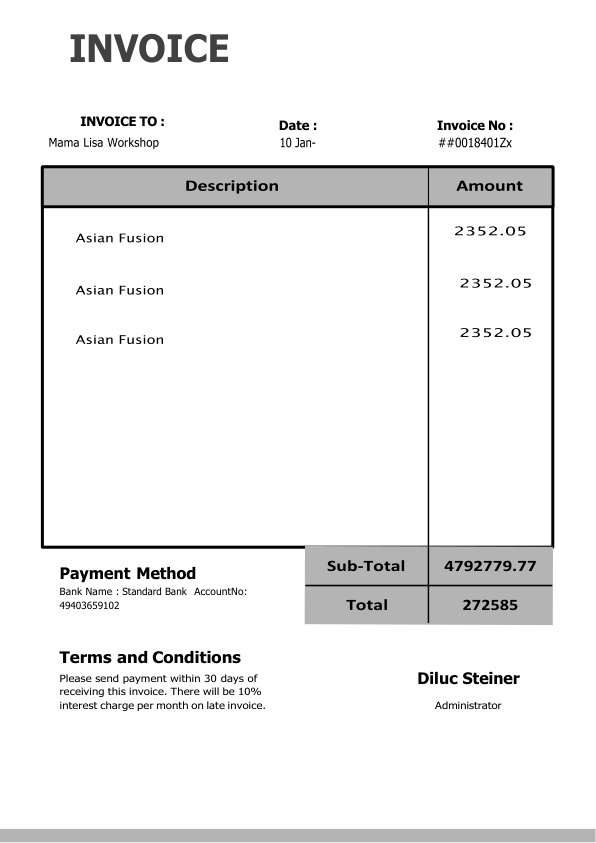 INVOICE
INVOICE TO :
Mama Lisa Workshop
Date :
10 Jan-
Invoice No :
##0018401Zx
Description Amount
Asian Fusion 2352.05
Asian Fusion 2352.05
Asian Fusion 2352.05
Sub-Total 4792779.77
Total 272585
Payment Method
Bank Name : Standard Bank AccountNo:
49403659102
Terms and Conditions
Please send payment within 30 days of
receiving this invoice. There will be 10%
interest charge per month on late invoice.
Diluc Steiner
Administrator